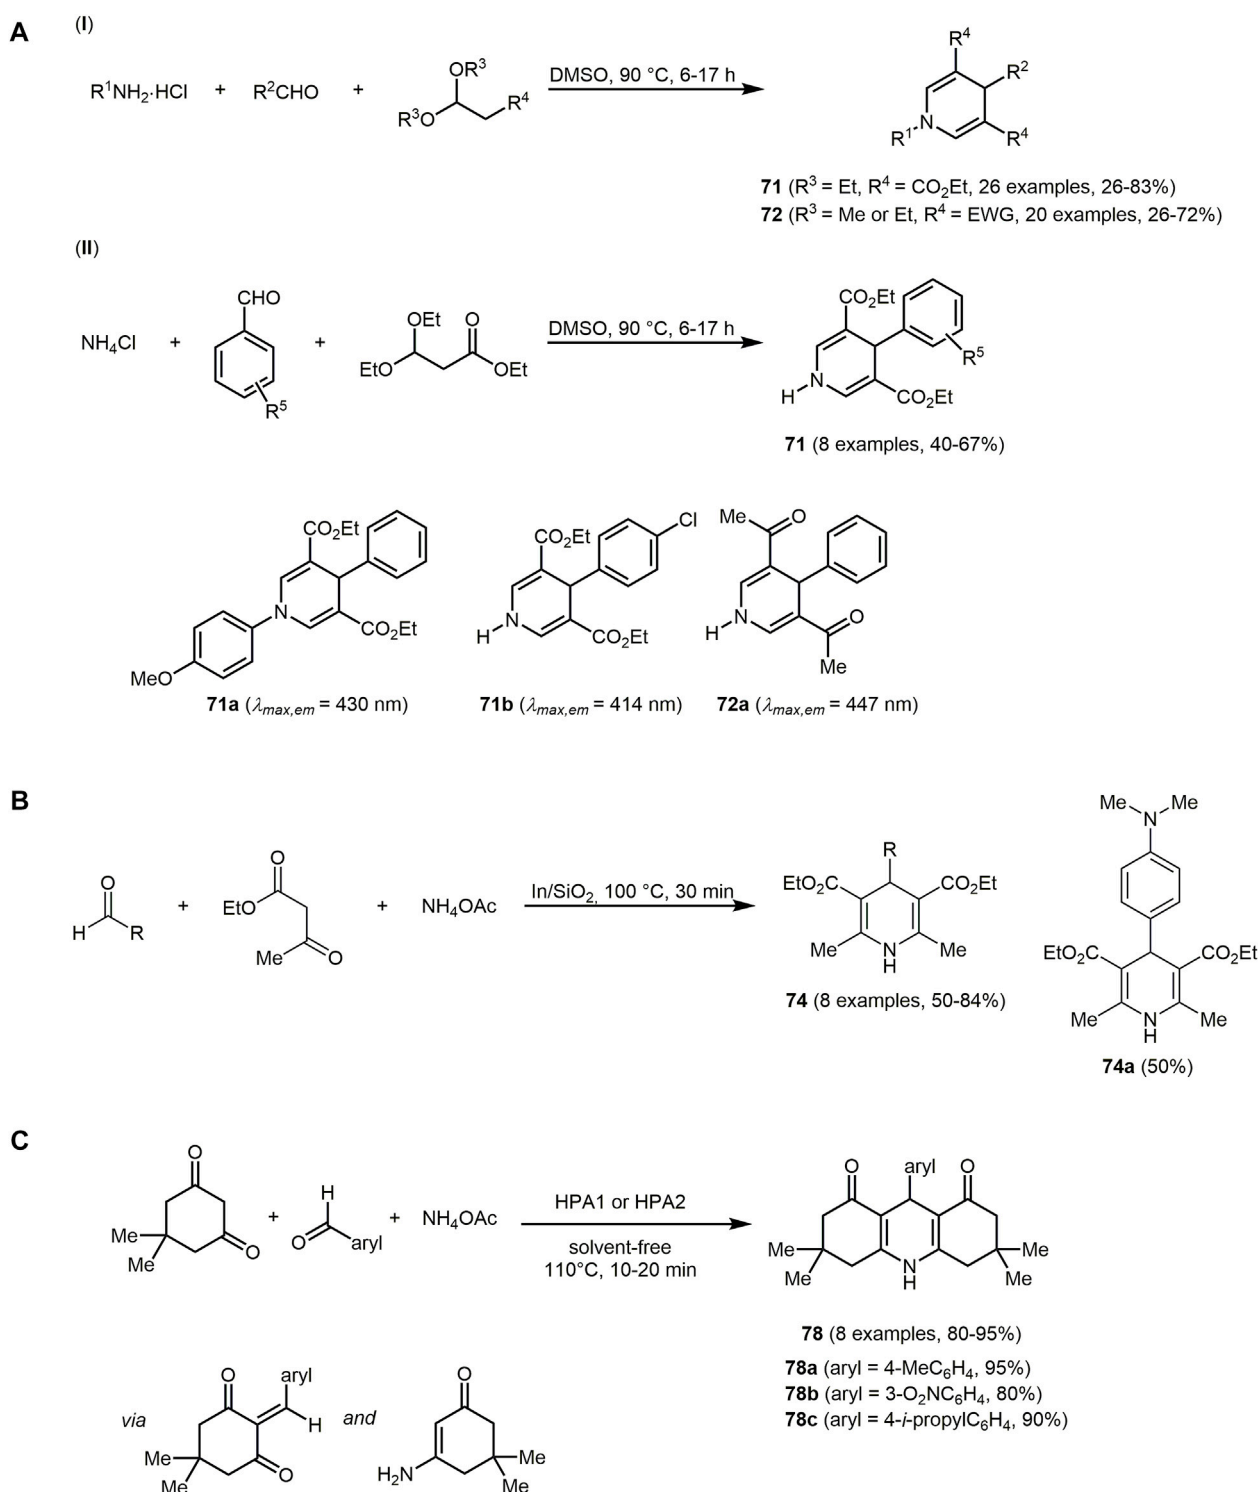 A
(I)
R¹NH₂·HCl + R²CHO + OR³ R³O R⁴
DMSO, 90 °C, 6-17 h
R⁴ R² R¹ N R⁴
71 (R³ = Et, R⁴ = CO₂Et, 26 examples, 26-83%)
72 (R³ = Me or Et, R⁴ = EWG, 20 examples, 26-72%)
(II)
NH₄Cl + CHO R⁵ + OEt O EtO OEt
DMSO, 90 °C, 6-17 h
CO₂Et R⁵ N H CO₂Et
71 (8 examples, 40-67%)
CO₂Et N CO₂Et MeO
CO₂Et Cl N H CO₂Et
Me O N H O Me
71a (λmax,em = 430 nm)
71b (λmax,em = 414 nm)
72a (λmax,em = 447 nm)
B
O H R + O EtO Me O + NH₄OAc
In/SiO₂, 100 °C, 30 min
R EtO₂C CO₂Et Me N H Me
74 (8 examples, 50-84%)
Me N Me
EtO₂C CO₂Et
Me N H Me
74a (50%)
C
O Me Me O + H O aryl + NH₄OAc
HPA1 or HPA2
solvent-free
110°C, 10-20 min
O aryl O
Me Me N H Me Me
78 (8 examples, 80-95%)
78a (aryl = 4-MeC₆H₄, 95%)
78b (aryl = 3-O₂NC₆H₄, 80%)
78c (aryl = 4-i-propylC₆H₄, 90%)
via O aryl H Me Me O and O H₂N Me Me